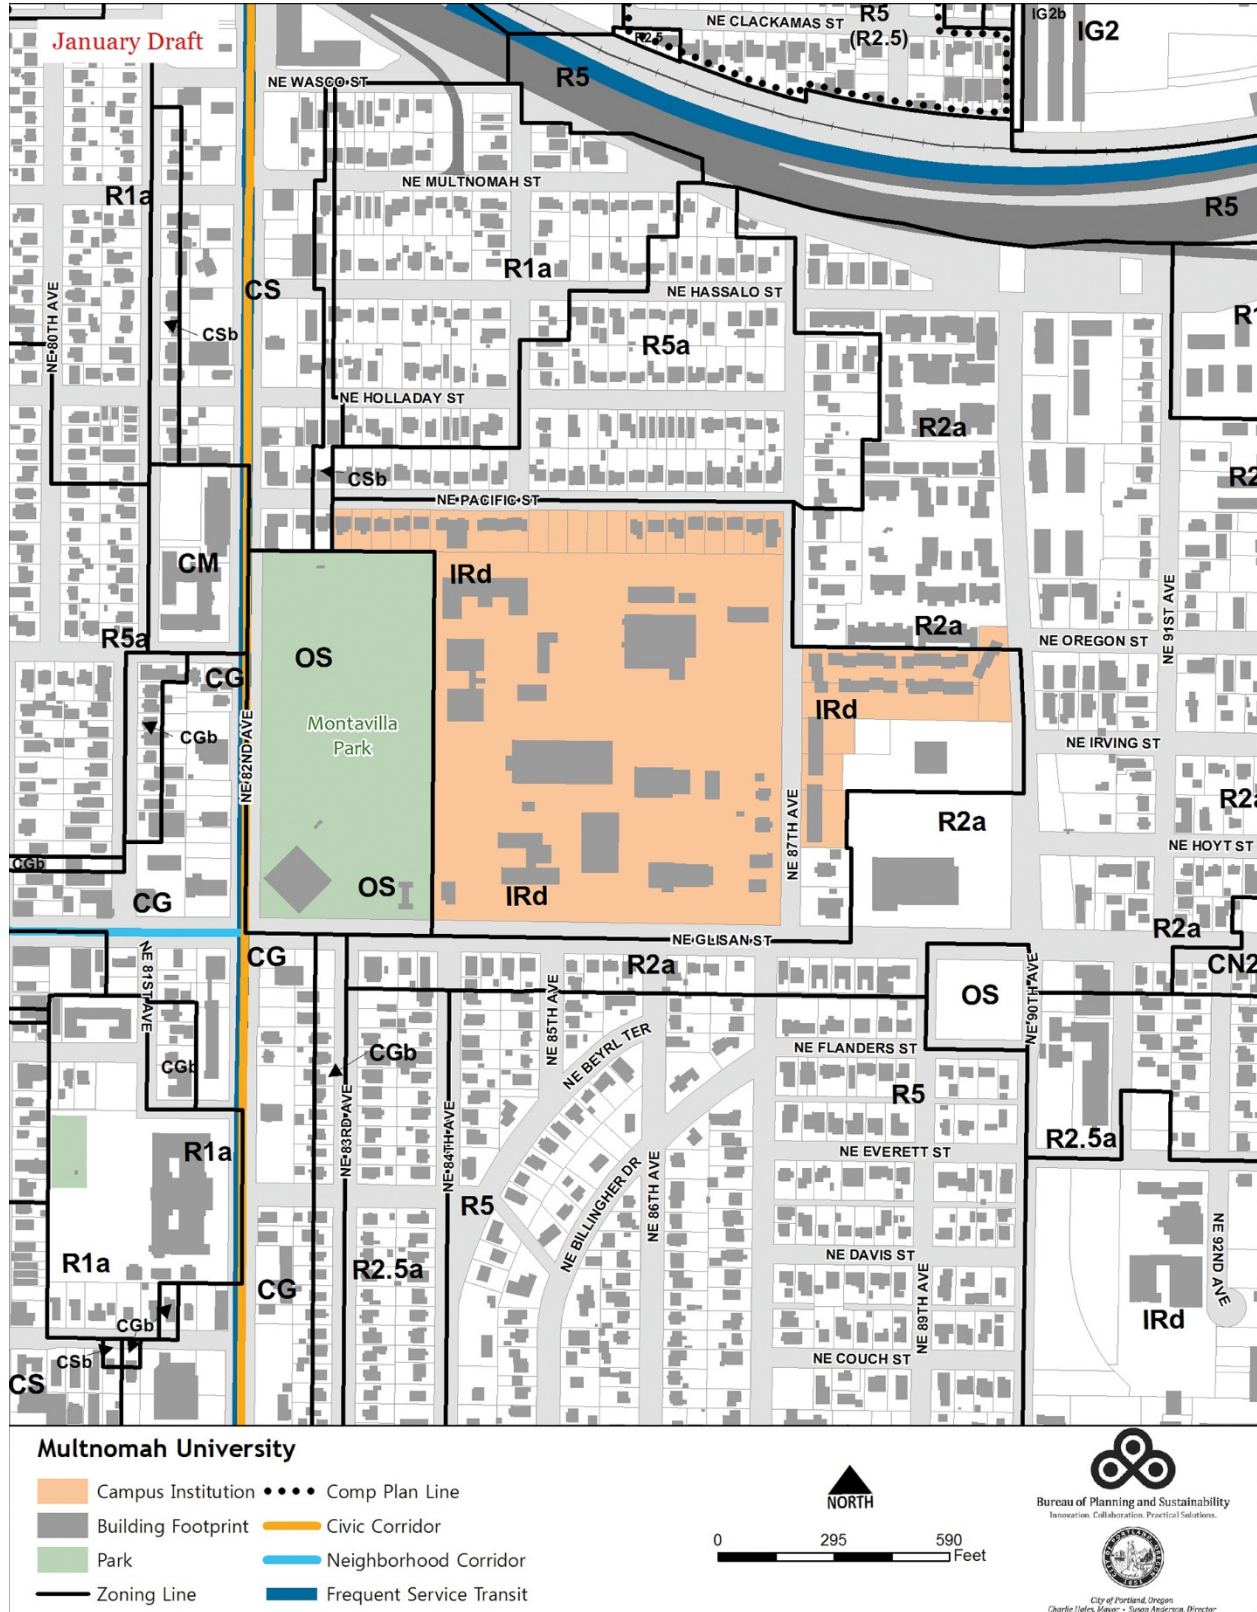 January Draft
NE CLACKAMAS ST
R5
(R2.5)
R2.5
IG2b
IG2
NE WASCO ST
R5
NE MULTNOMAH ST
R1a
R5
R1a
CS
NE HASSALO ST
NE 80TH AVE
CSb
R5a
NE HOLLADAY ST
R2a
CSb
NE PACIFIC ST
CM
IRd
NE 91ST AVE
R5a
R2a
NE OREGON ST
OS
CG
Montavilla
Park
IRd
CGb
NE 82ND AVE
NE IRVING ST
R2a
R2a
NE 87TH AVE
NE HOYT ST
CGb
OS
IRd
CG
R2a
NE GLISAN ST
CG
R2a
CN2
NE 81ST AVE
OS
NE 90TH AVE
NE 85TH AVE
NE BEYRL TER
NE FLANDERS ST
CGb
CGb
R5
NE 83RD AVE
NE 84TH AVE
R2.5a
R1a
NE EVERETT ST
NE BILLINGHER DR
NE 86TH AVE
R5
NE 92ND AVE
R1a
R2.5a
NE DAVIS ST
CG
NE 89TH AVE
CGb
IRd
CSb
NE COUCH ST
CS
Multnomah University
Campus Institution
Comp Plan Line
Building Footprint
Civic Corridor
Park
Neighborhood Corridor
Zoning Line
Frequent Service Transit
NORTH
0 295 590
Feet
Bureau of Planning and Sustainability
Innovation. Collaboration. Practical Solutions.
City of Portland, Oregon
Charlie Hales, Mayor • Susan Anderson, Director